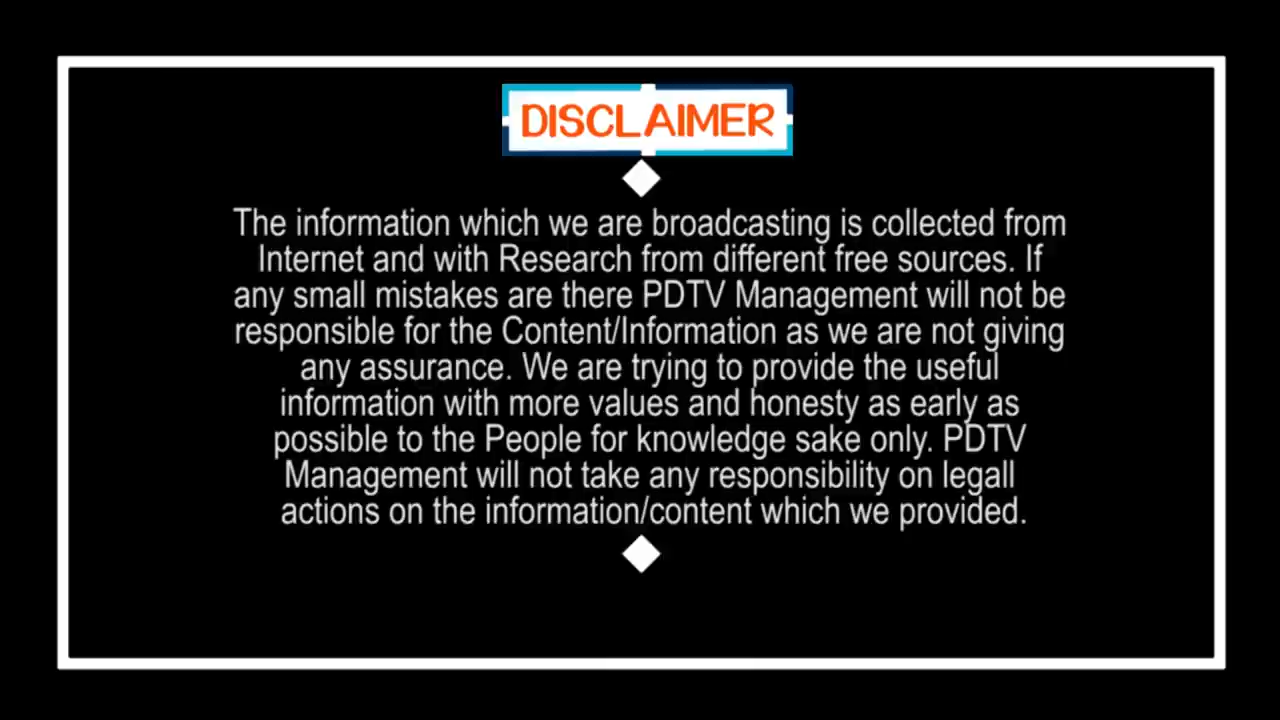 DISCLAIMER
The information which we are broadcasting is collected from
Internet and with Research from different free sources. If
any small mistakes are there PDTV Management will not be
responsible for the Content/Information as we are not giving
any assurance. We are trying to provide the useful
information with more values and honesty as early as
possible to the People for knowledge sake only. PDTV
Management will not take any responsibility on legall
actions on the information/content which we provided.